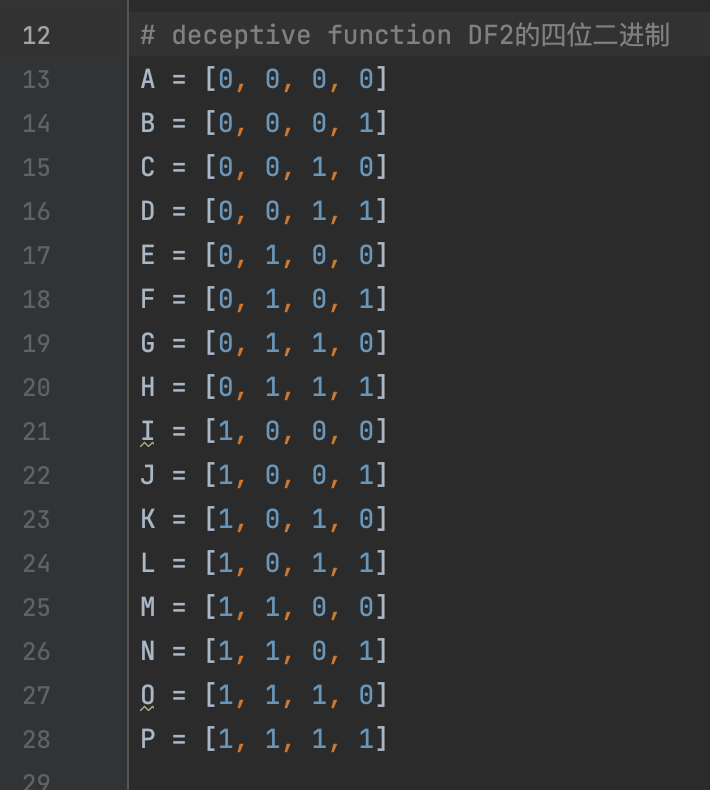 12 # deceptive function DF2的四位二进制
13 A = [0, 0, 0, 0]
14 B = [0, 0, 0, 1]
15 C = [0, 0, 1, 0]
16 D = [0, 0, 1, 1]
17 E = [0, 1, 0, 0]
18 F = [0, 1, 0, 1]
19 G = [0, 1, 1, 0]
20 H = [0, 1, 1, 1]
21 I = [1, 0, 0, 0]
22 J = [1, 0, 0, 1]
23 K = [1, 0, 1, 0]
24 L = [1, 0, 1, 1]
25 M = [1, 1, 0, 0]
26 N = [1, 1, 0, 1]
27 O = [1, 1, 1, 0]
28 P = [1, 1, 1, 1]
29